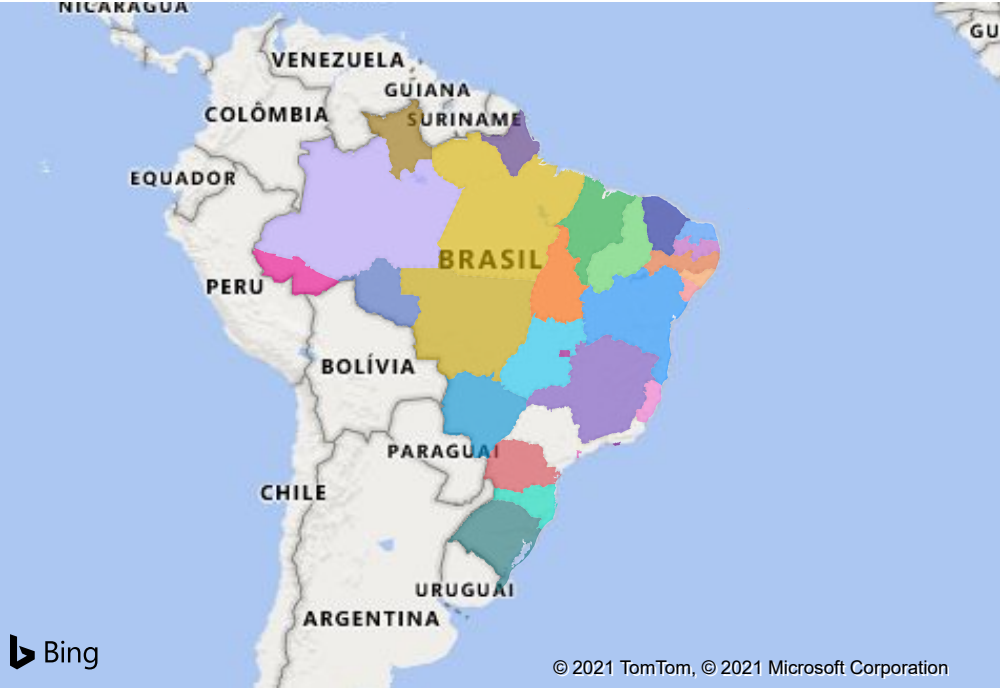 NICARAGUA
GU
VENEZUELA
GUIANA
COLÔMBIA
SURINAME
EQUADOR
BRASIL
PERU
BOLÍVIA
PARAGUAI
CHILE
URUGUAI
ARGENTINA
Bing
© 2021 TomTom, © 2021 Microsoft Corporation